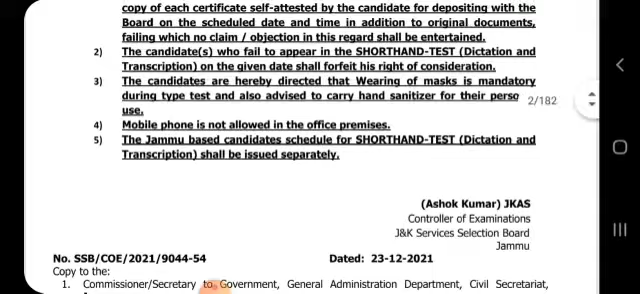 copy of each certificate self-attested by the candidate for depositing with the
Board on the scheduled date and time in addition to original documents,
failing which no claim / objection in this regard shall be entertained.
2) The candidate(s) who fail to appear in the SHORTHAND-TEST (Dictation and
Transcription) on the given date shall forfeit his right of consideration.
3) The candidates are hereby directed that Wearing of masks is mandatory
during type test and also advised to carry hand sanitizer for their perso
2/182
use.
4) Mobile phone is not allowed in the office premises.
5) The Jammu based candidates schedule for SHORTHAND-TEST (Dictation and
Transcription) shall be issued separately.
(Ashok Kumar) JKAS
Controller of Examinations
J&K Services Selection Board
Jammu
No. SSB/COE/2021/9044-54 Dated: 23-12-2021
Copy to the:
1. Commissioner/Secretary to Government, General Administration Department, Civil Secretariat,